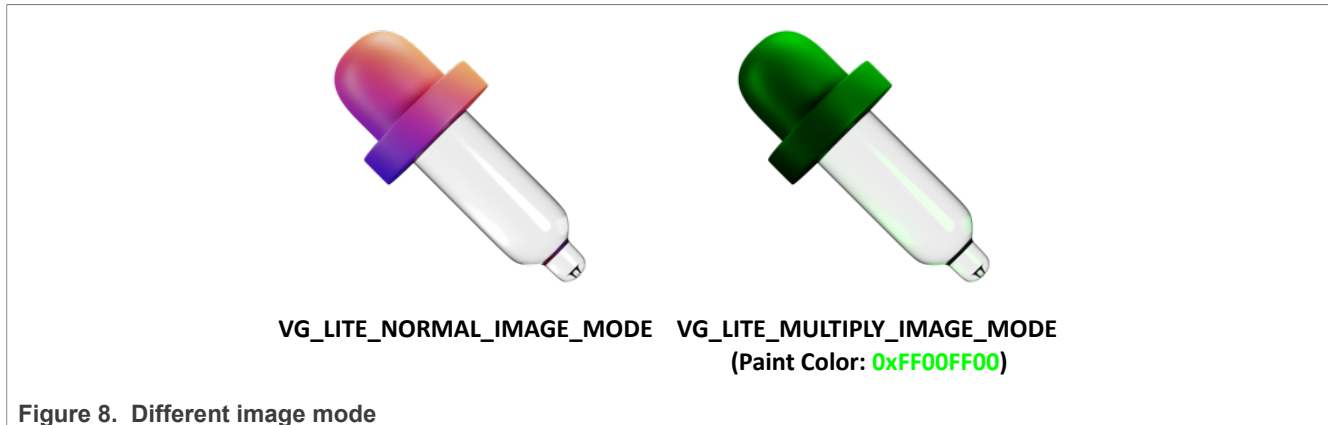 VG_LITE_NORMAL_IMAGE_MODE
VG_LITE_MULTIPLY_IMAGE_MODE
(Paint Color: 0xFF00FF00)
Figure 8. Different image mode